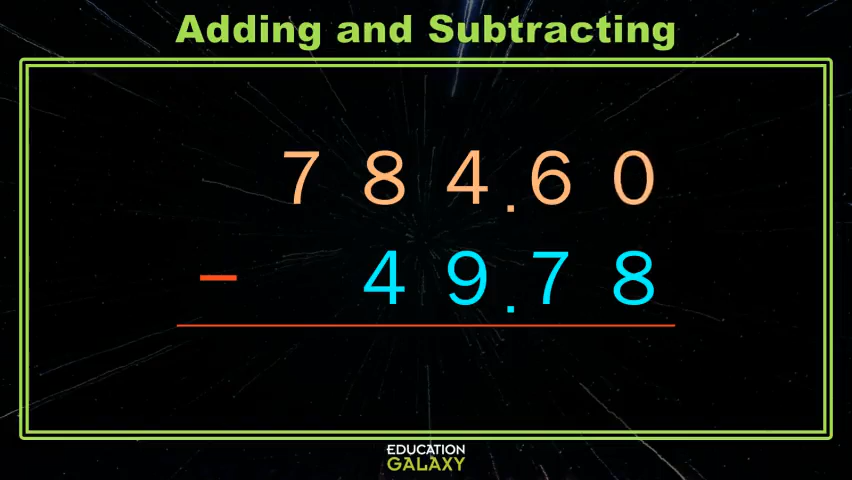 Adding and Subtracting
784.60
− 49.78
EDUCATION
GALAXY